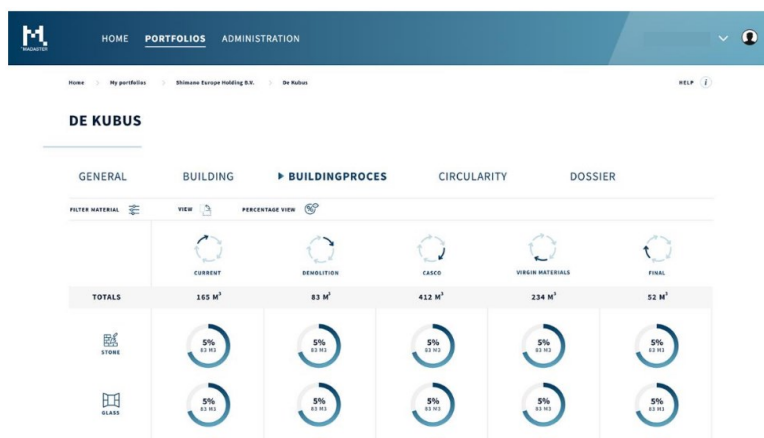 M.
MADASTER
HOME PORTFOLIOS ADMINISTRATION
Home > My portfolios > Shimano Europe Holding B.V. > De Kubus
HELP i
DE KUBUS
GENERAL BUILDING ▶ BUILDINGPROCES CIRCULARITY DOSSIER
FILTER MATERIAL VIEW PERCENTAGE VIEW %
CURRENT DEMOLITION CASCO VIRGIN MATERIALS FINAL
TOTALS 165 M³ 83 M³ 412 M³ 234 M³ 52 M³
5% 5% 5% 5% 5%
83 M3 83 M3 83 M3 83 M3 83 M3
STONE
5% 5% 5% 5% 5%
83 M3 83 M3 83 M3 83 M3 83 M3
GLASS